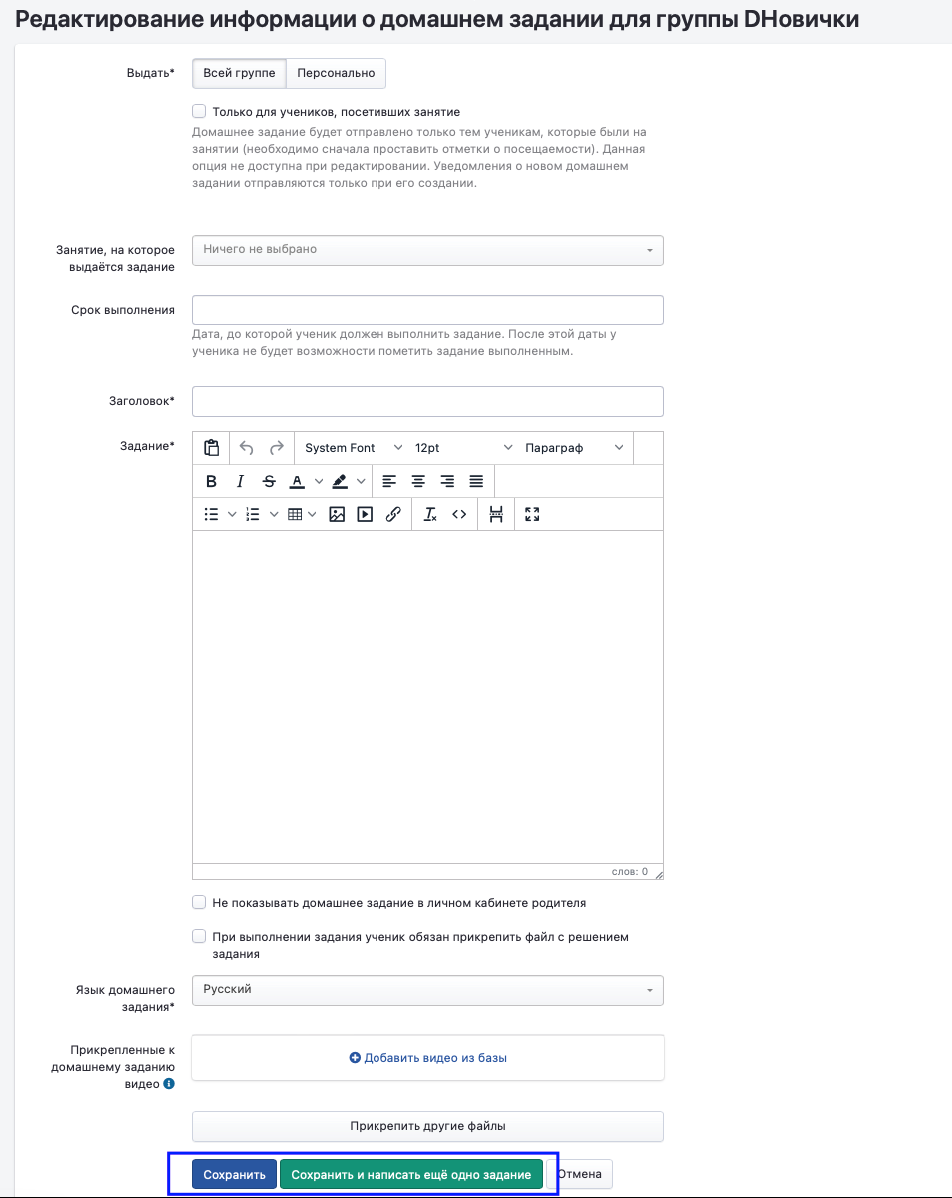 Редактирование информации о домашнем задании для группы DНовички
Выдать*
Всей группе
Персонально
Только для учеников, посетивших занятие
Домашнее задание будет отправлено только тем ученикам, которые были на
занятии (необходимо сначала проставить отметки о посещаемости). Данная
опция не доступна при редактировании. Уведомления о новом домашнем
задании отправляются только при его создании.
Занятие, на которое
выдаётся задание
Ничего не выбрано
Срок выполнения
Дата, до которой ученик должен выполнить задание. После этой даты у
ученика не будет возможности пометить задание выполненным.
Заголовок*
Задание*
System Font
12pt
Параграф
B I S A
слов: 0
Не показывать домашнее задание в личном кабинете родителя
При выполнении задания ученик обязан прикрепить файл с решением
задания
Язык домашнего
задания*
Русский
Прикрепленные к
домашнему заданию
видео
Добавить видео из базы
Прикрепить другие файлы
Сохранить
Сохранить и написать ещё одно задание
Отмена